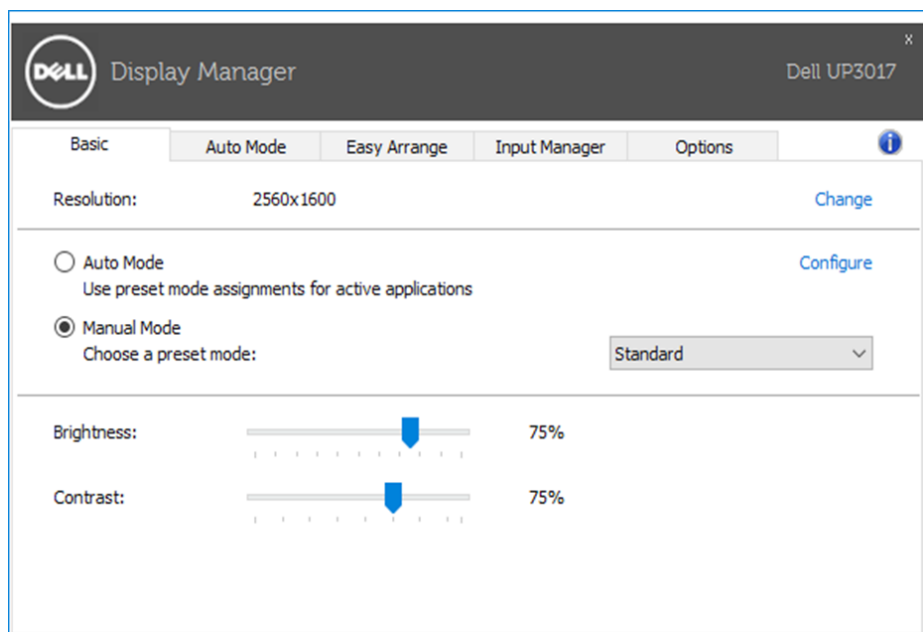 DELL Display Manager
x
Dell UP3017
Basic Auto Mode Easy Arrange Input Manager Options i
Resolution: 2560x1600 Change
Auto Mode Configure
Use preset mode assignments for active applications
Manual Mode
Choose a preset mode: Standard
Brightness: 75%
Contrast: 75%